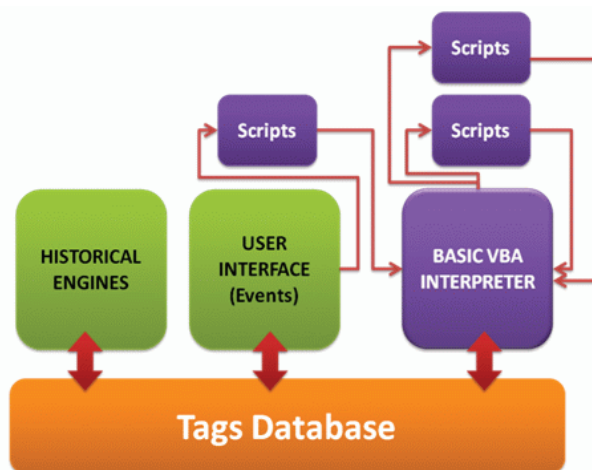 Scripts
Scripts
Scripts
HISTORICAL
ENGINES
USER
INTERFACE
(Events)
BASIC VBA
INTERPRETER
Tags Database